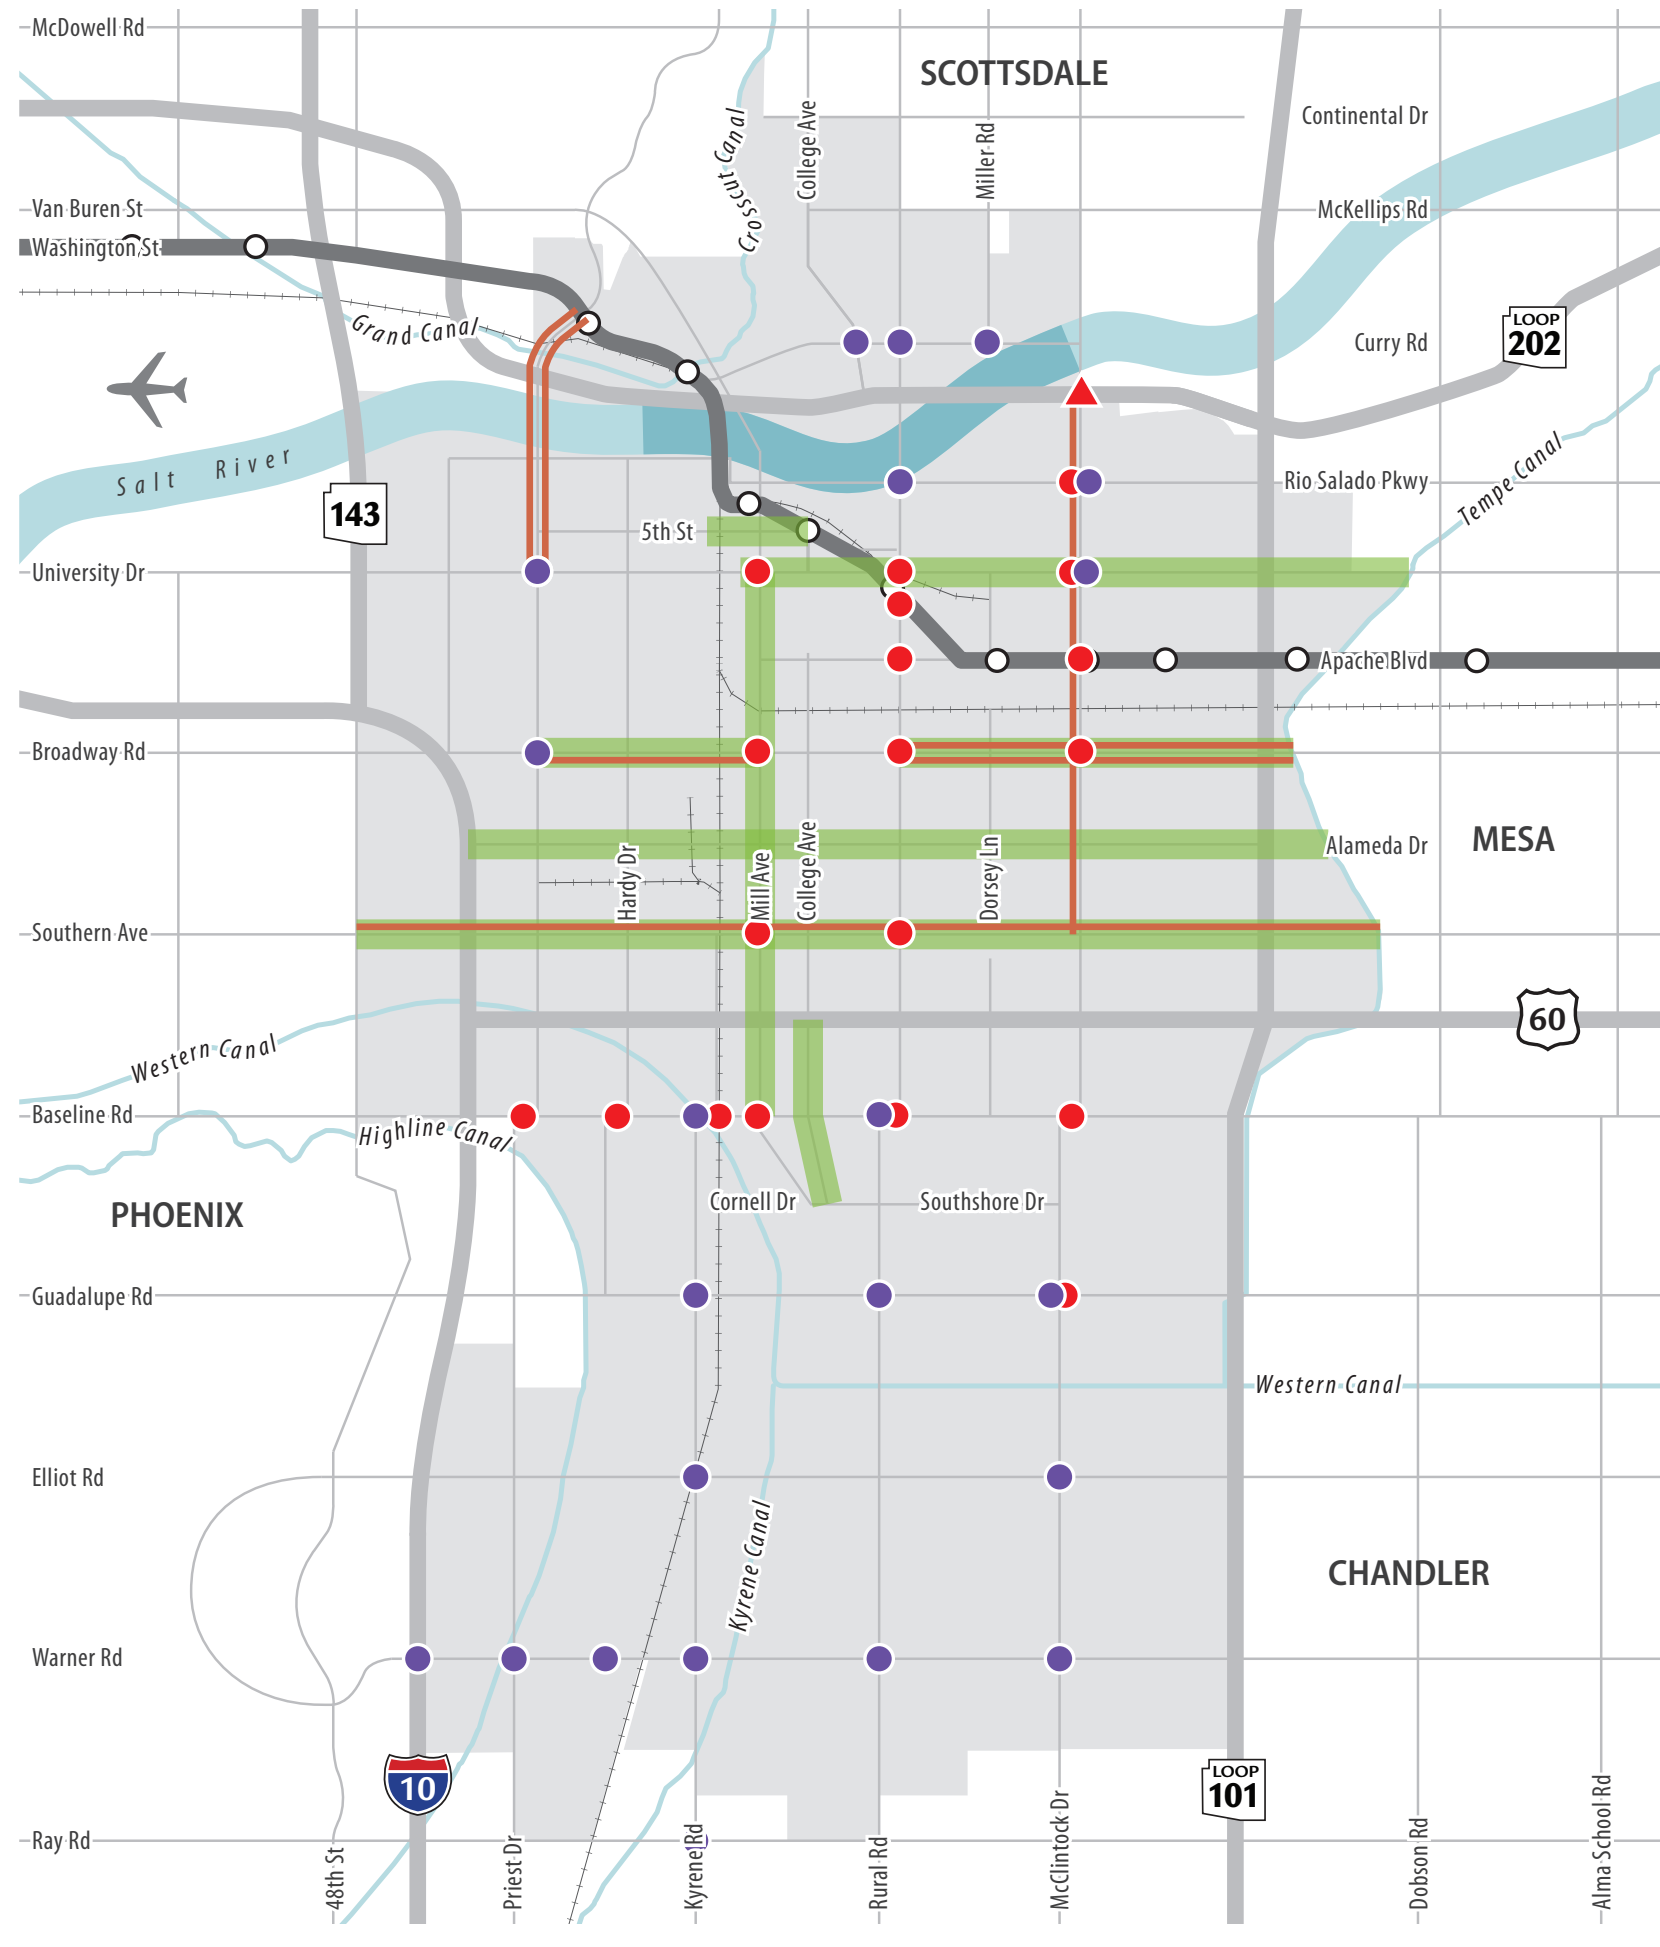 McDowell Rd
SCOTTSDALE
Continental Dr
College Ave
Crosscut Canal
Miller Rd
Van Buren St
McKellips Rd
Washington St
Grand Canal
LOOP
202
Curry Rd
Salt River
143
Rio Salado Pkwy
Tempe Canal
5th St
University Dr
Apache Blvd
Broadway Rd
MESA
Alameda Dr
Hardy Dr
Mill Ave
College Ave
Dorsey Ln
Southern Ave
60
Western Canal
Baseline Rd
Highline Canal
PHOENIX
Cornell Dr
Southshore Dr
Guadalupe Rd
Western Canal
Elliot Rd
Kyrene Canal
CHANDLER
Warner Rd
10
LOOP
101
Ray Rd
48th St
Priest Dr
Kyrene Rd
Rural Rd
McClintock Dr
Dobson Rd
Alma School Rd